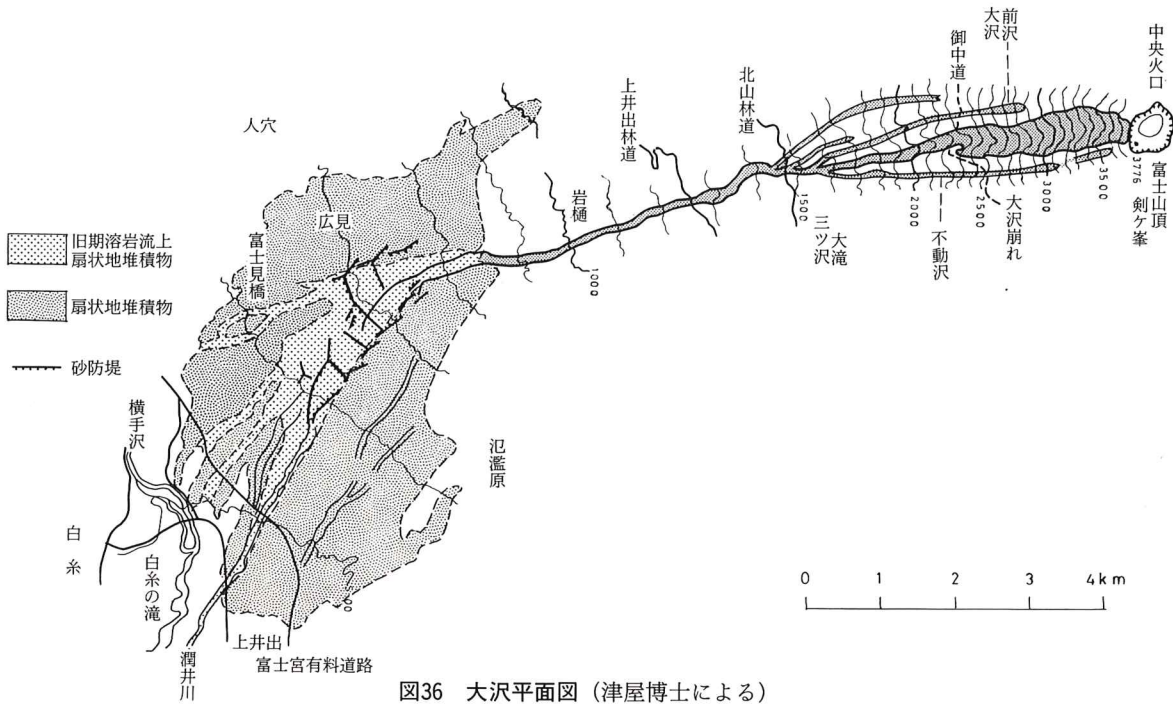 中央火口
富士山頂
剣ケ峯
3776
3500
3000
2500
2000
1500
1000
前沢
大沢
御中道
大沢崩れ
不動沢
大滝
三ツ沢
北山林道
上井出林道
岩樋
人穴
広見
富士見橋
旧期溶岩流上
扇状地堆積物
扇状地堆積物
砂防堤
横手沢
白糸
白糸の滝
潤井川
上井出
富士宮有料道路
氾濫原
500
0 1 2 3 4 km
図36 大沢平面図（津屋博士による）